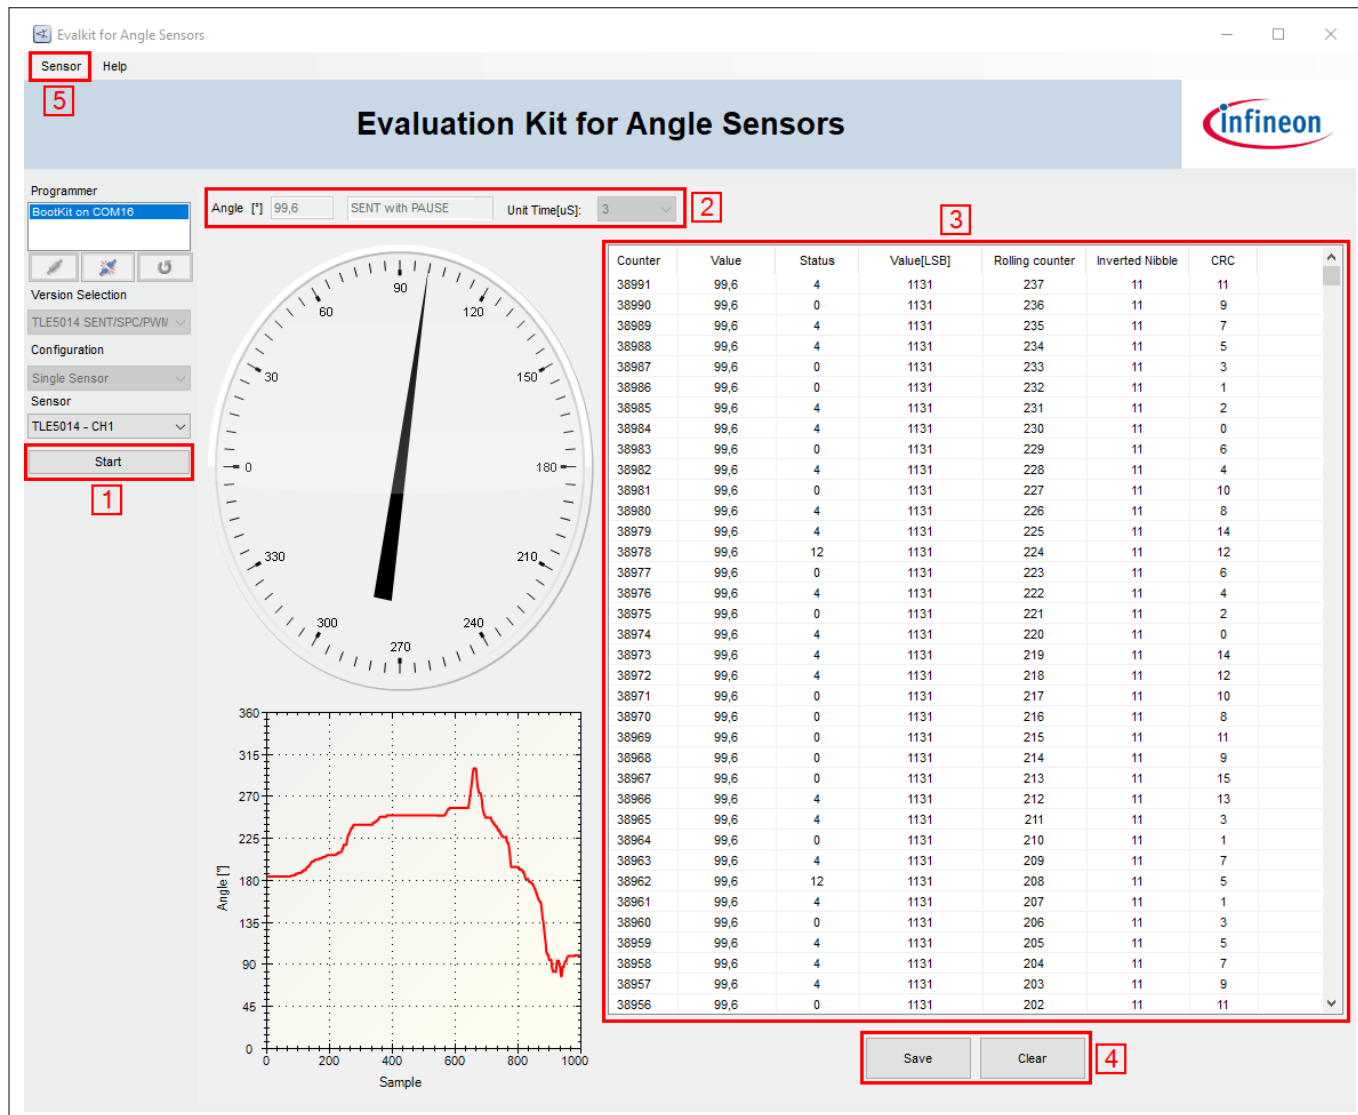 Evalkit for Angle Sensors
Sensor Help
5
Evaluation Kit for Angle Sensors
infineon
Programmer
BootKit on COM16
Version Selection
TLE5014 SENT/SPC/PWM
Configuration
Single Sensor
Sensor
TLE5014 - CH1
Start
1
Angle [°] 99,6 SENT with PAUSE Unit Time[uS]: 3
2
0
30
60
90
120
150
180
210
240
270
300
330
3
Counter Value Status Value[LSB] Rolling counter Inverted Nibble CRC
38991 99,6 4 1131 237 11 11
38990 99,6 0 1131 236 11 9
38989 99,6 4 1131 235 11 7
38988 99,6 4 1131 234 11 5
38987 99,6 0 1131 233 11 3
38986 99,6 0 1131 232 11 1
38985 99,6 4 1131 231 11 2
38984 99,6 4 1131 230 11 0
38983 99,6 0 1131 229 11 6
38982 99,6 4 1131 228 11 4
38981 99,6 0 1131 227 11 10
38980 99,6 4 1131 226 11 8
38979 99,6 4 1131 225 11 14
38978 99,6 12 1131 224 11 12
38977 99,6 0 1131 223 11 6
38976 99,6 4 1131 222 11 4
38975 99,6 0 1131 221 11 2
38974 99,6 4 1131 220 11 0
38973 99,6 4 1131 219 11 14
38972 99,6 4 1131 218 11 12
38971 99,6 0 1131 217 11 10
38970 99,6 0 1131 216 11 8
38969 99,6 0 1131 215 11 11
38968 99,6 0 1131 214 11 9
38967 99,6 0 1131 213 11 15
38966 99,6 4 1131 212 11 13
38965 99,6 4 1131 211 11 3
38964 99,6 0 1131 210 11 1
38963 99,6 4 1131 209 11 7
38962 99,6 12 1131 208 11 5
38961 99,6 4 1131 207 11 1
38960 99,6 0 1131 206 11 3
38959 99,6 4 1131 205 11 5
38958 99,6 4 1131 204 11 7
38957 99,6 4 1131 203 11 9
38956 99,6 0 1131 202 11 11
360
315
270
225
180
135
90
45
0
Angle [°]
0 200 400 600 800 1000
Sample
Save Clear
4